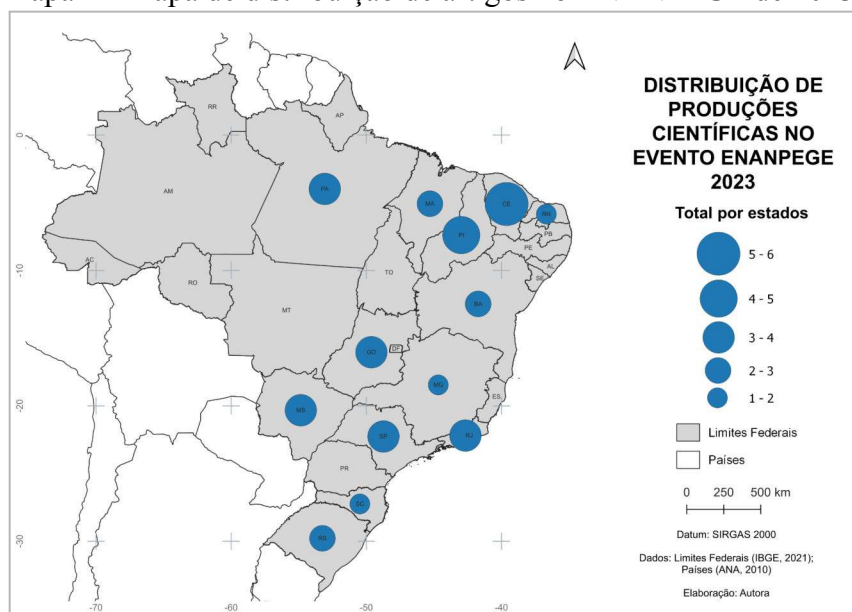 DISTRIBUIÇÃO DE
PRODUÇÕES
CIENTÍFICAS NO
EVENTO ENANPEGE
2023
Total por estados
5 - 6
4 - 5
3 - 4
2 - 3
1 - 2
Limites Federais
Países
0 250 500 km
Datum: SIRGAS 2000
Dados: Limites Federais (IBGE, 2021);
Países (ANA, 2010)
Elaboração: Autora
RR
AP
AM
PA
MA
CE
RN
PI
PB
PE
AC
TO
AL
SE
RO
BA
MT
GO
DF
MG
ES
MS
SP
RJ
PR
SC
RS
0
-10
-20
-30
-70
-60
-50
-40